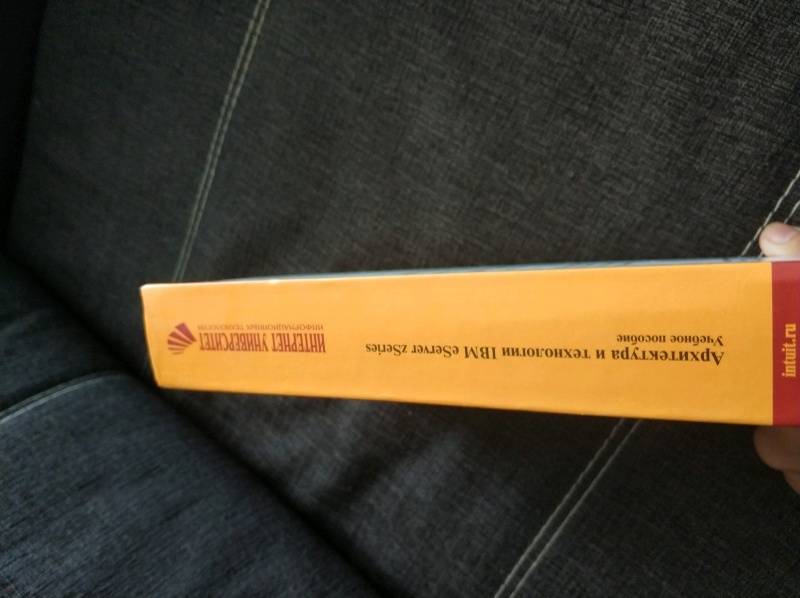 Архитектура и технологии IBM eServer zSeries
Учебное пособие
ИНТЕРНЕТ УНИВЕРСИТЕТ
ИНФОРМАЦИОННЫХ ТЕХНОЛОГИЙ
intuit.ru